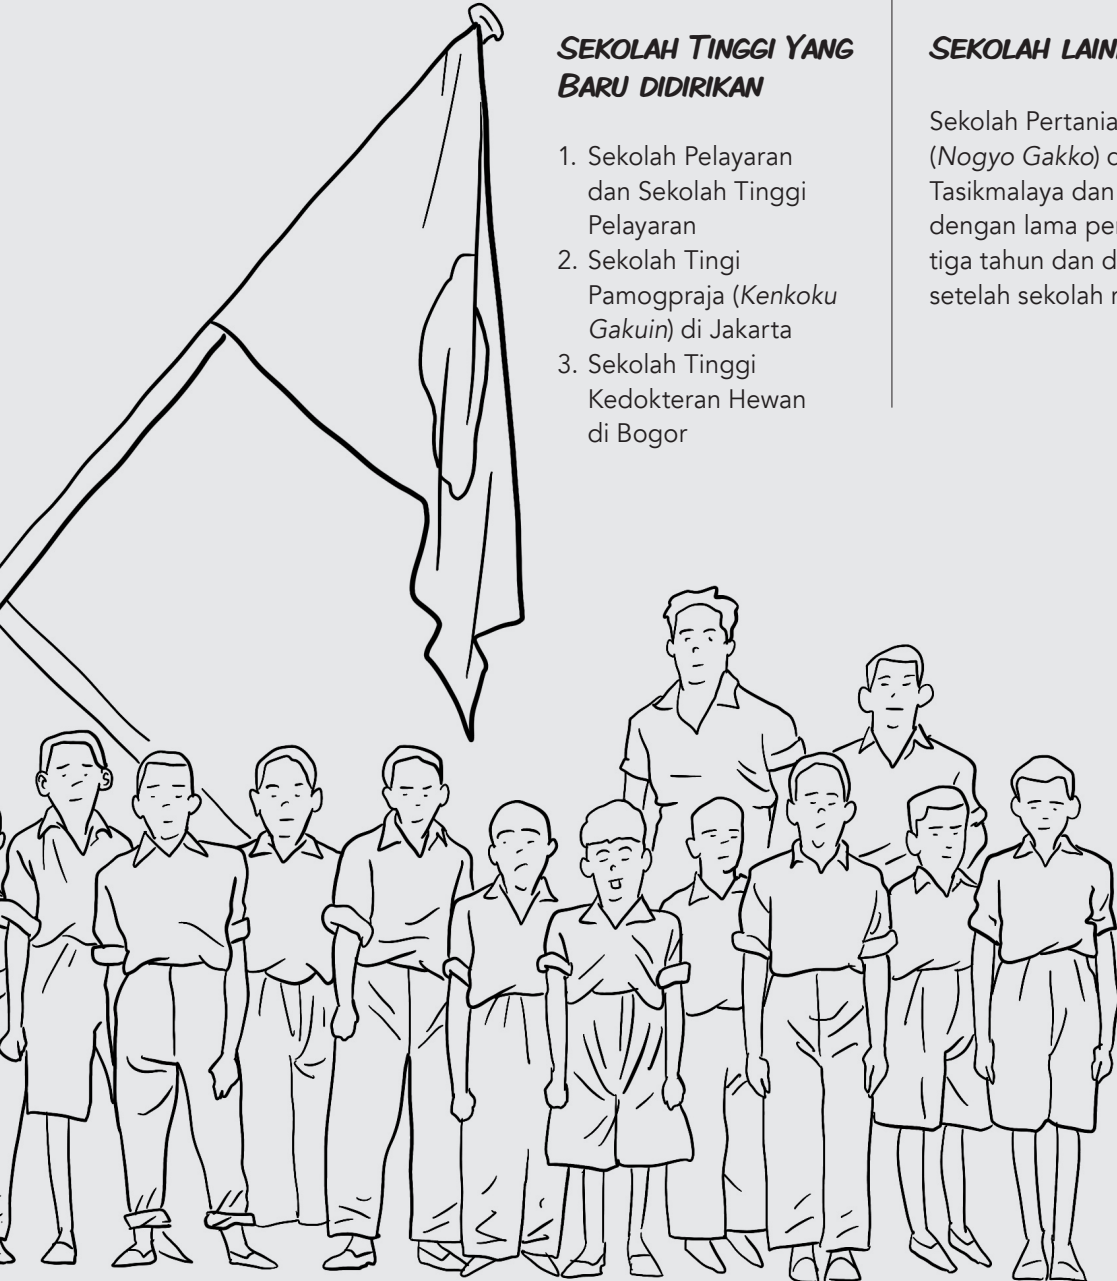 SEKOLAH TINGGI YANG
BARU DIDIRIKAN
1. Sekolah Pelayaran
dan Sekolah Tinggi
Pelayaran
2. Sekolah Tingi
Pamogpraja (Kenkoku
Gakuin) di Jakarta
3. Sekolah Tinggi
Kedokteran Hewan
di Bogor
SEKOLAH
Sekolah
(Nogyo Gakko)
Tasikmalaya dan
dengan lama
tiga tahun dan
setelah sekolah